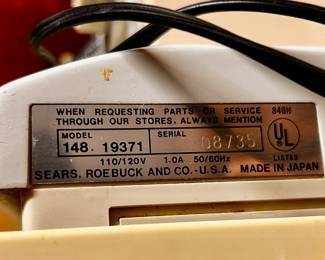 WHEN REQUESTING PARTS OR SERVICE
THROUGH OUR STORES, ALWAYS MENTION
846H
MODEL
148. 19371
SERIAL
08735
UL
LISTED
110/120V 1.0A 50/60Hz
SEARS, ROEBUCK AND CO.-U.S.A. MADE IN JAPAN